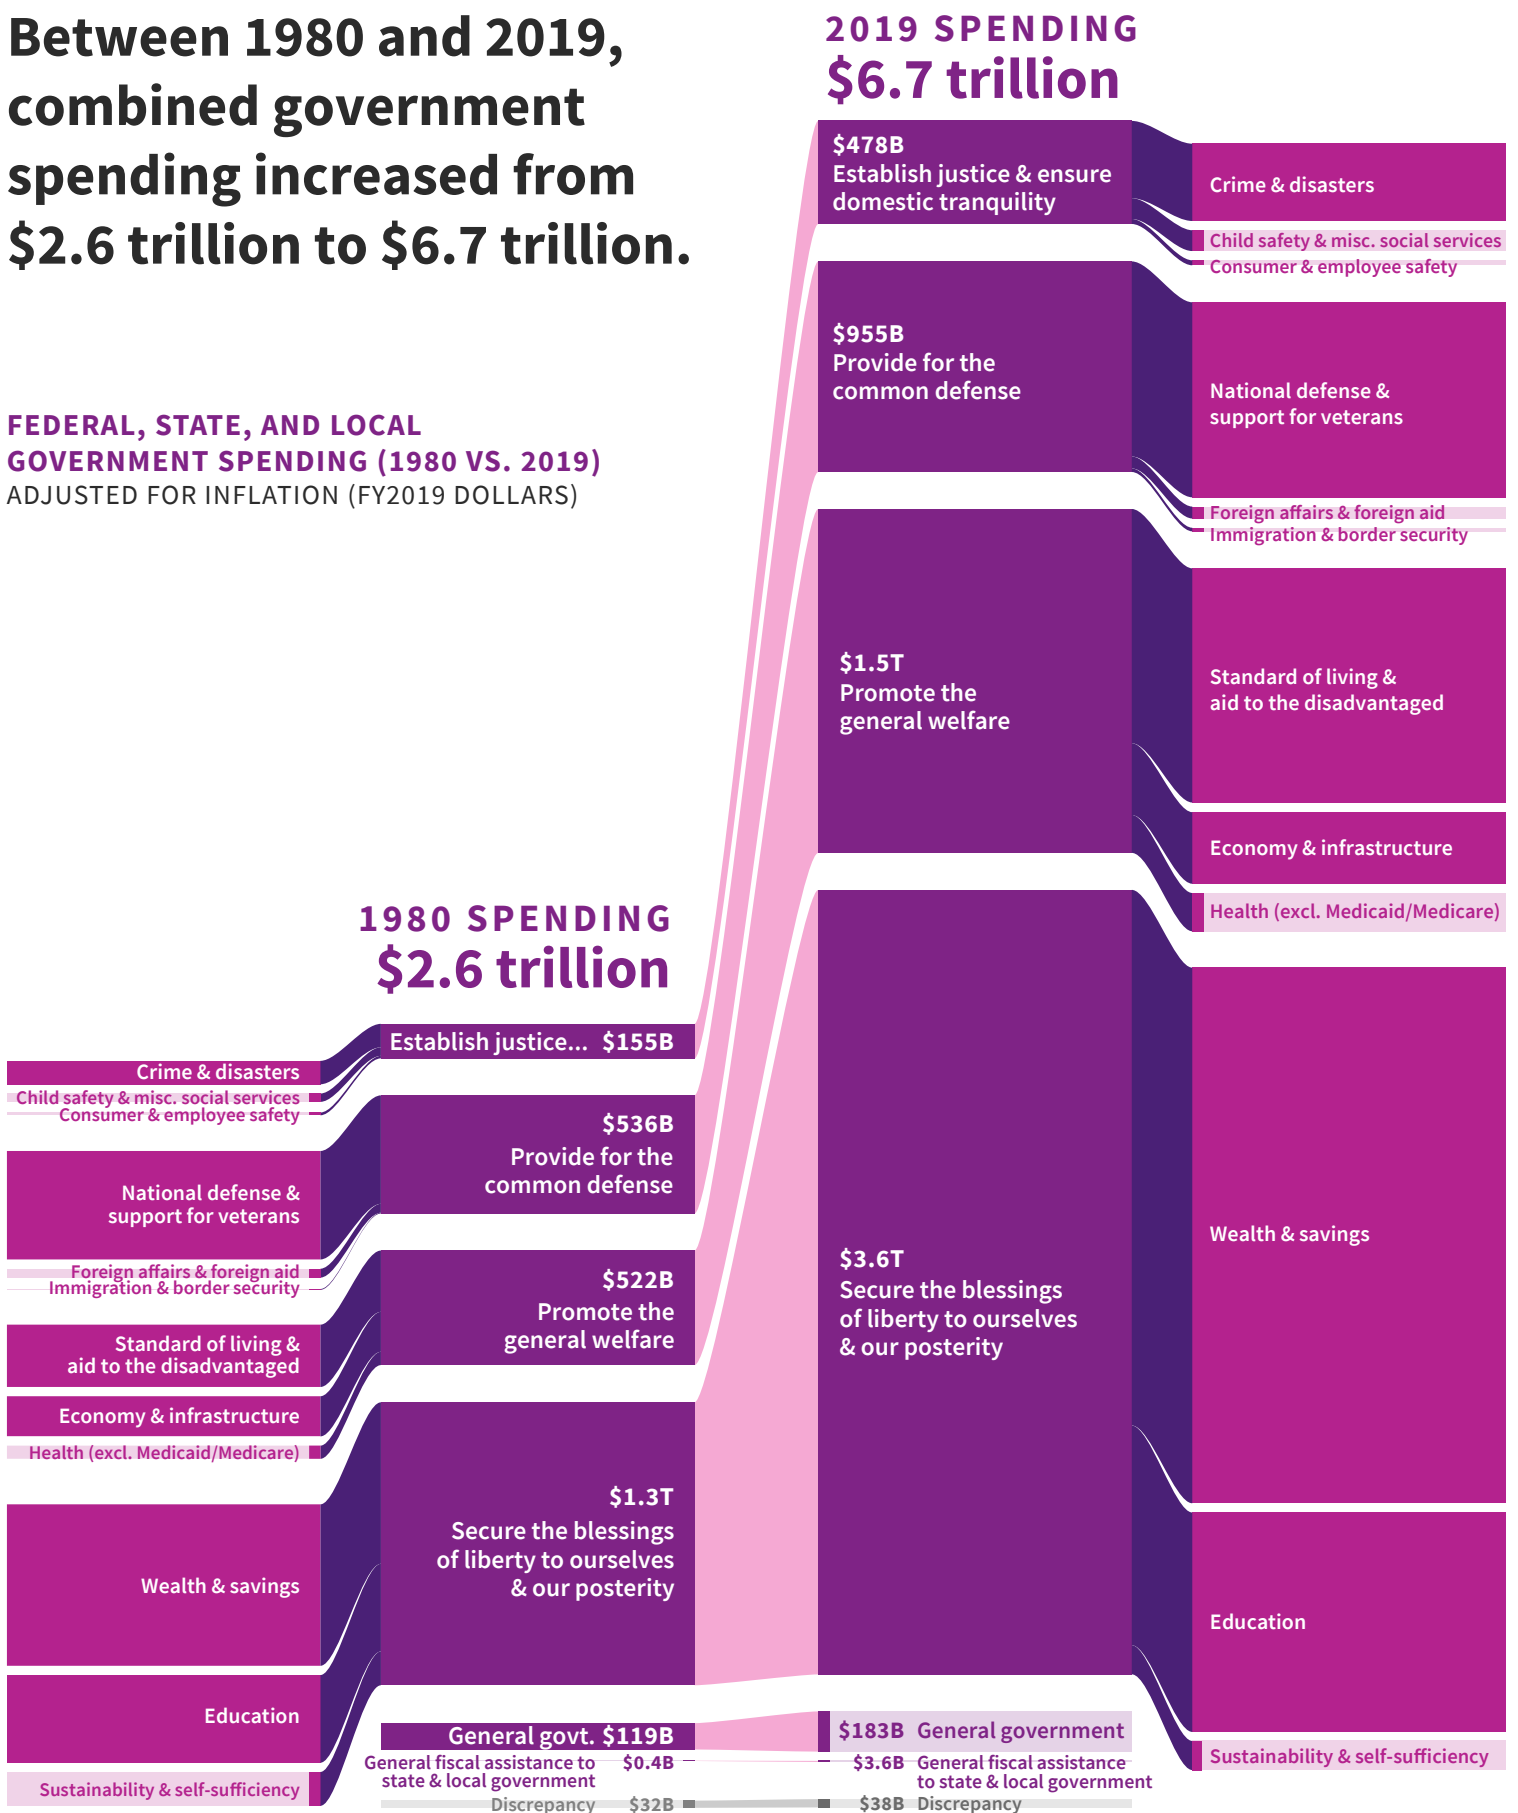 Between 1980 and 2019,
combined government
spending increased from
$2.6 trillion to $6.7 trillion.
FEDERAL, STATE, AND LOCAL
GOVERNMENT SPENDING (1980 VS. 2019)
ADJUSTED FOR INFLATION (FY2019 DOLLARS)
2019 SPENDING
$6.7 trillion
$478B
Establish justice & ensure
domestic tranquility
Crime & disasters
Child safety & misc. social services
Consumer & employee safety
$955B
Provide for the
common defense
National defense &
support for veterans
Foreign affairs & foreign aid
Immigration & border security
$1.5T
Promote the
general welfare
Standard of living &
aid to the disadvantaged
Economy & infrastructure
Health (excl. Medicaid/Medicare)
$3.6T
Secure the blessings
of liberty to ourselves
& our posterity
Wealth & savings
Education
Sustainability & self-sufficiency
$183B General government
$3.6B General fiscal assistance
to state & local government
$38B Discrepancy
1980 SPENDING
$2.6 trillion
Establish justice... $155B
Crime & disasters
Child safety & misc. social services
Consumer & employee safety
$536B
Provide for the
common defense
National defense &
support for veterans
Foreign affairs & foreign aid
Immigration & border security
$522B
Promote the
general welfare
Standard of living &
aid to the disadvantaged
Economy & infrastructure
Health (excl. Medicaid/Medicare)
$1.3T
Secure the blessings
of liberty to ourselves
& our posterity
Wealth & savings
Education
Sustainability & self-sufficiency
General govt. $119B
General fiscal assistance to $0.4B
state & local government
Discrepancy $32B